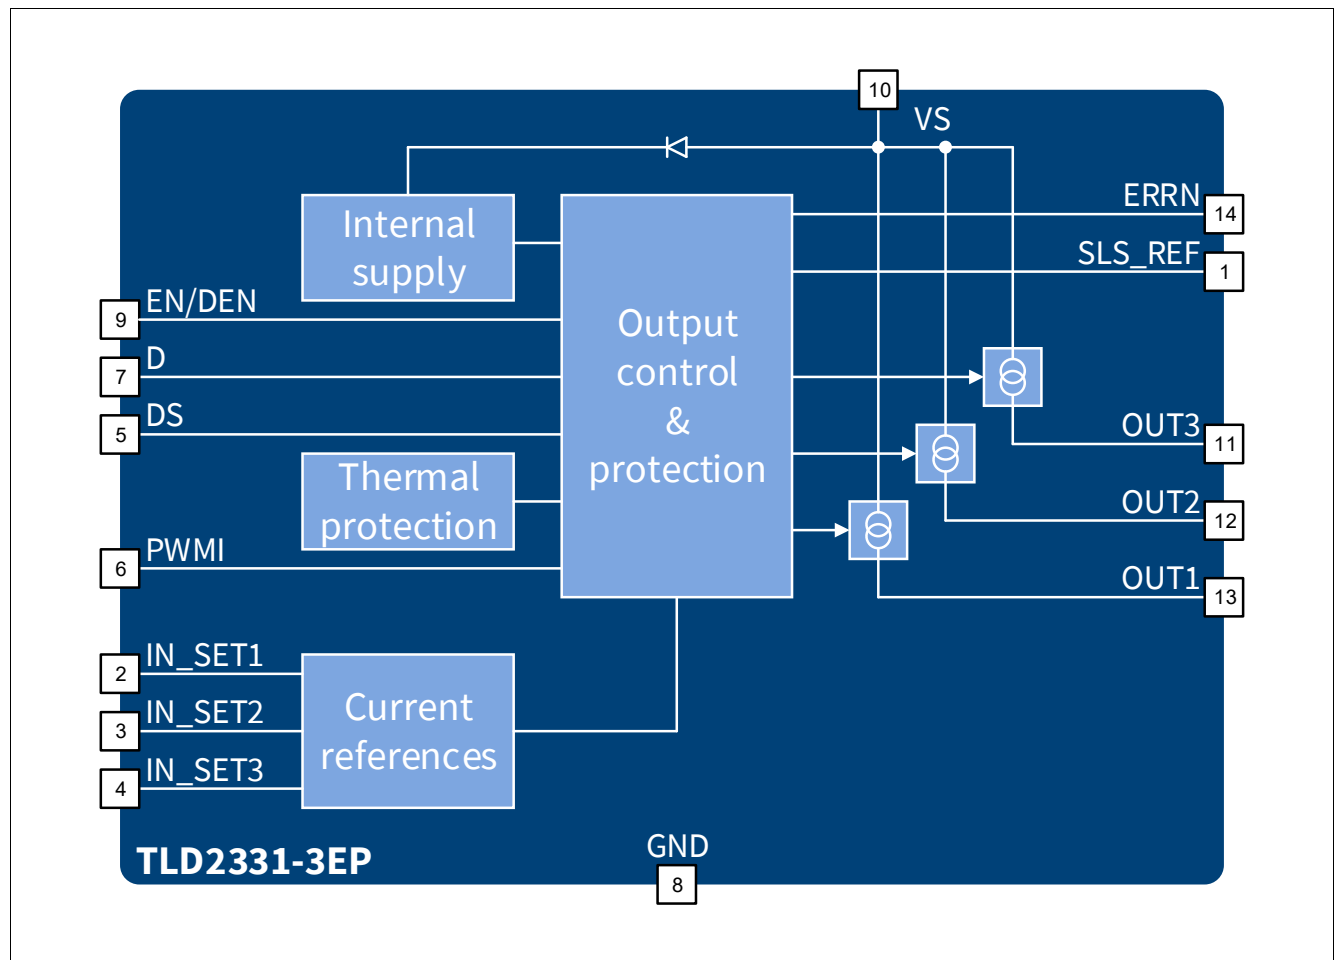 10
VS
ERRN
14
SLS_REF
1
Internal
supply
EN/DEN
9
D
7
DS
5
Output
control
&
protection
Thermal
protection
OUT3
11
OUT2
12
OUT1
13
PWMI
6
IN_SET1
2
IN_SET2
3
IN_SET3
4
Current
references
TLD2331-3EP
GND
8